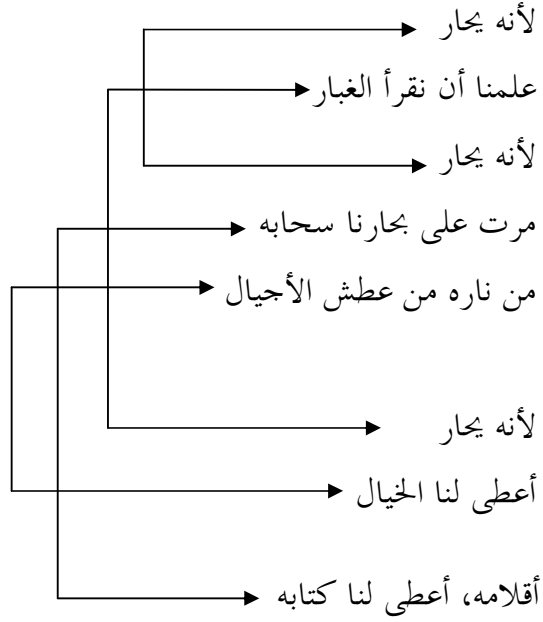 لأنه يحار
علمنا أن نقرأ الغبار
لأنه يحار
مرت على بحارنا سحابه
من ناره من عطش الأجيال
لأنه يحار
أعطى لنا الخيال
أقلامه، أعطى لنا كتابه